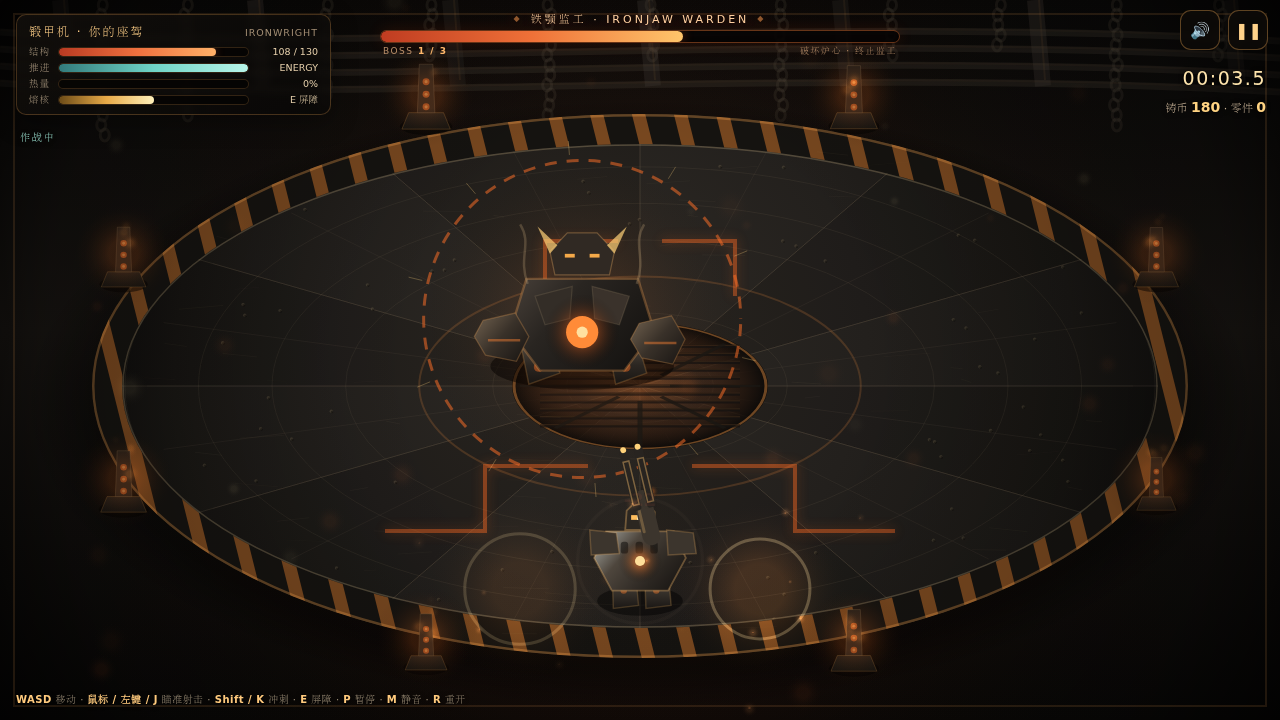 锻甲机 · 你的座驾 IRONWRIGHT
结构 108 / 130
推进 ENERGY
热量 0%
熔核 E 屏障
作战中
◆ 铁颚监工 · IRONJAW WARDEN ◆
BOSS 1 / 3 破坏炉心 · 终止监工
00:03.5
铸币 180 · 零件 0
WASD 移动 · 鼠标 / 左键 / J 瞄准射击 · Shift / K 冲刺 · E 屏障 · P 暂停 · M 静音 · R 重开